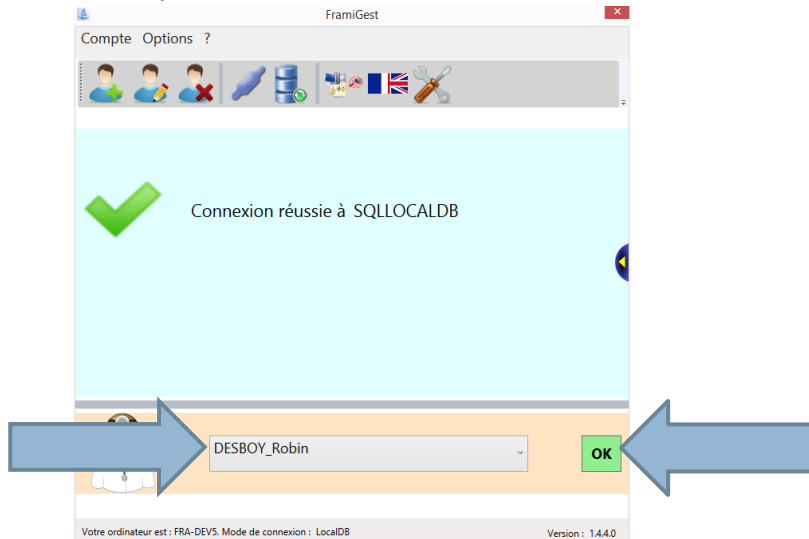 FramiGest
Compte Options ?
Connexion réussie à SQLLOCALDB
DESBOY_Robin
OK
Votre ordinateur est : FRA-DEV5. Mode de connexion : LocalDB
Version : 1.4.4.0